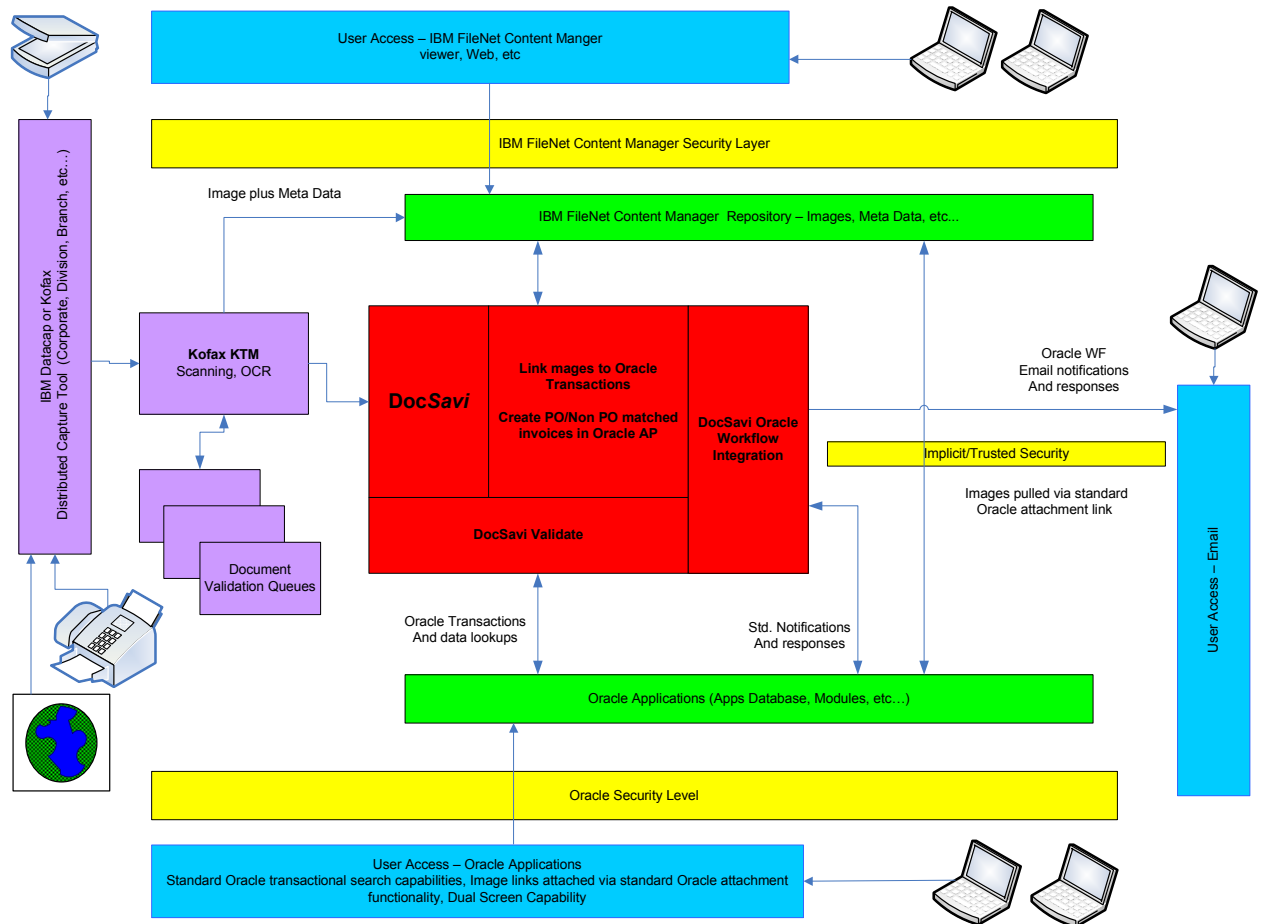 User Access – IBM FileNet Content Manger
viewer, Web, etc
IBM FileNet Content Manager Security Layer
Image plus Meta Data
IBM FileNet Content Manager  Repository – Images, Meta Data, etc...
IBM Datacap or Kofax
Distributed Capture Tool  (Corporate, Division, Branch, etc…)
Kofax KTM
Scanning, OCR
DocSavi
Link mages to Oracle
Transactions
Create PO/Non PO matched
invoices in Oracle AP
DocSavi Oracle
Workflow
Integration
DocSavi Validate
Oracle WF
Email notifications
And responses
Implicit/Trusted Security
Images pulled via standard
Oracle attachment link
User Access – Email
Document
Validation Queues
Oracle Transactions
And data lookups
Std. Notifications
And responses
Oracle Applications (Apps Database, Modules, etc…)
Oracle Security Level
User Access – Oracle Applications
Standard Oracle transactional search capabilities, Image links attached via standard Oracle attachment
functionality, Dual Screen Capability